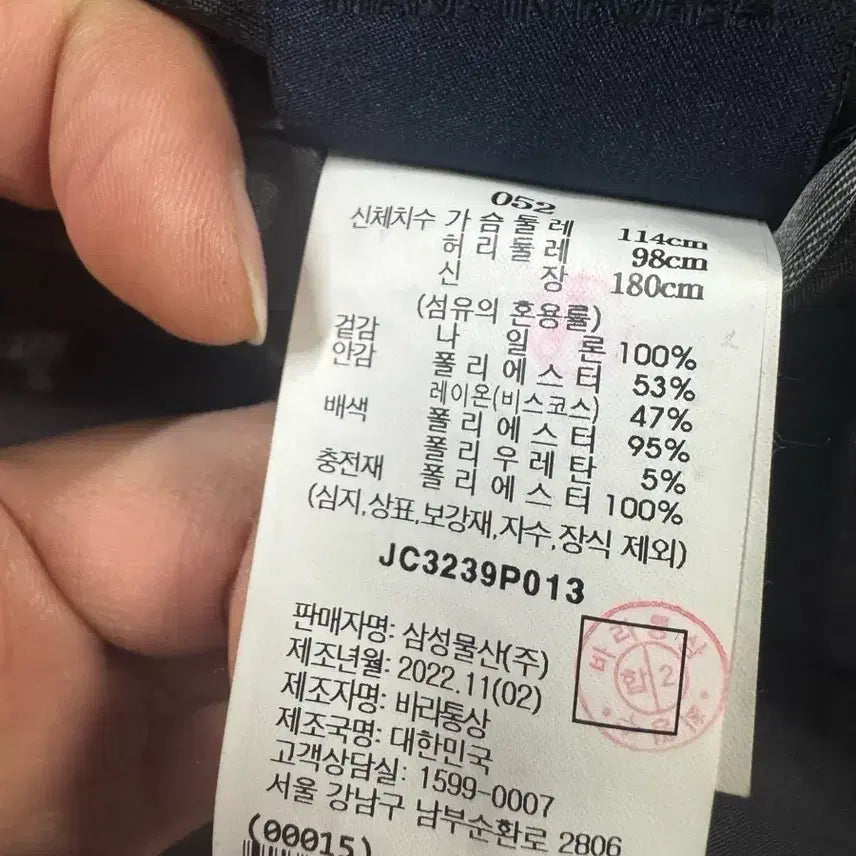 052
신체치수 가슴둘레 114cm
허리둘레 98cm
신장 180cm
(섬유의 혼용률)
겉감 나일론 100%
안감 폴리에스터 53%
레이온(비스코스) 47%
배색 폴리에스터 95%
폴리우레탄 5%
충전재 폴리에스터 100%
(심지,상표,보강재,자수,장식 제외)
JC3239P013
판매자명: 삼성물산(주)
제조년월: 2022.11(02)
제조자명: 바라통상
제조국명: 대한민국
고객상담실: 1599-0007
서울 강남구 남부순환로 2806
(00015)
바라통상
합 2